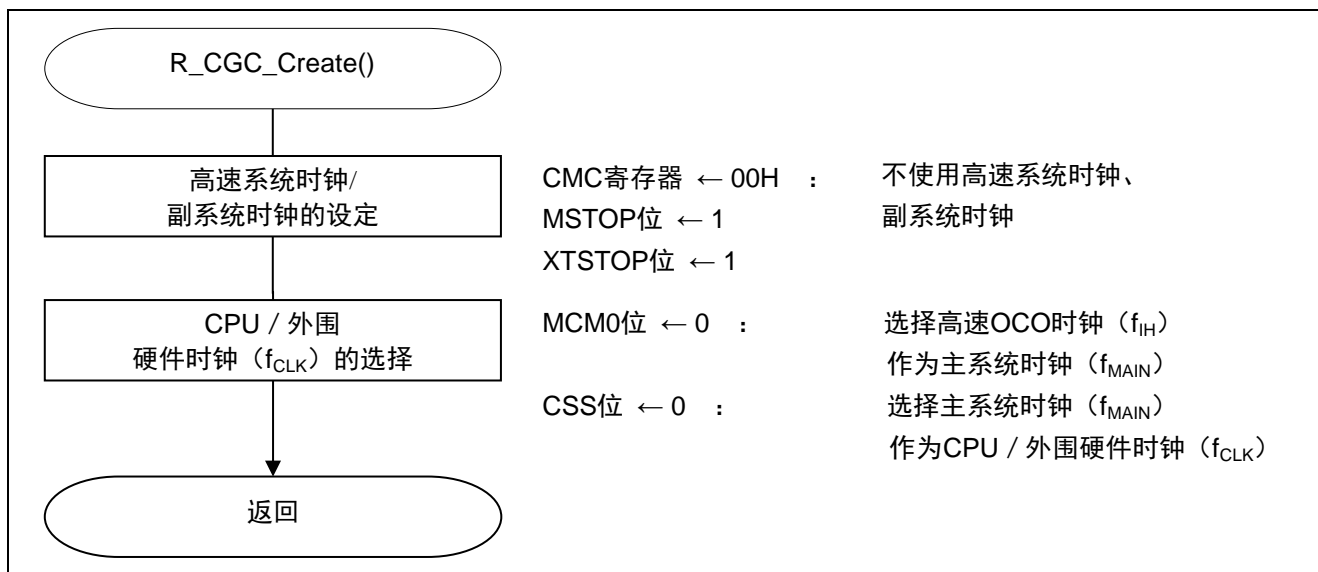 R_CGC_Create()
高速系统时钟/
副系统时钟的设定
CMC寄存器 ← 00H ： 不使用高速系统时钟、
MSTOP位 ← 1 副系统时钟
XTSTOP位 ← 1
CPU / 外围
硬件时钟（fCLK）的选择
MCM0位 ← 0 ： 选择高速OCO时钟（fIH）
作为主系统时钟（fMAIN）
CSS位 ← 0 ： 选择主系统时钟（fMAIN）
作为CPU / 外围硬件时钟（fCLK）
返回